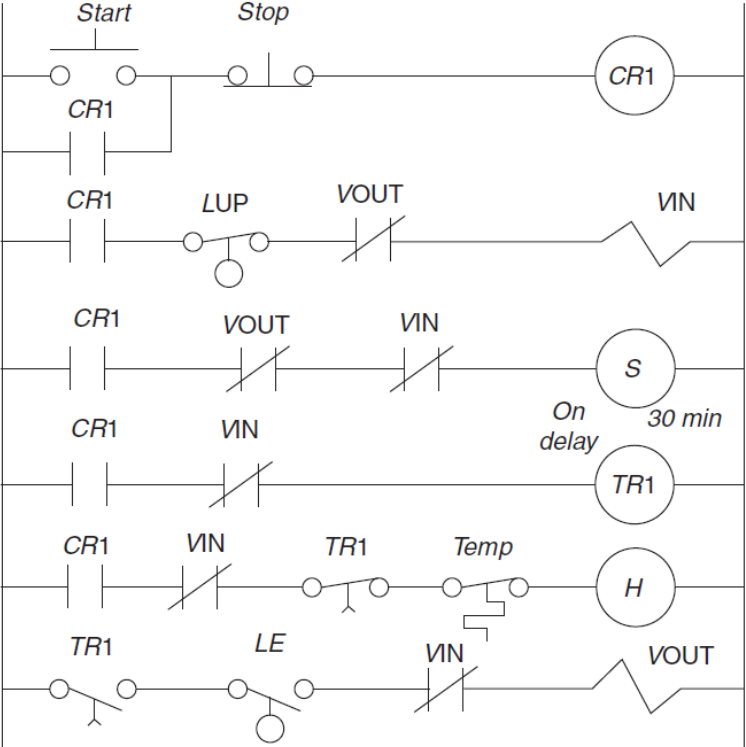 Start Stop
CR1
CR1
CR1 LUP VOUT VIN
CR1 VOUT VIN S
On
delay 30 min
CR1 VIN TR1
CR1 VIN TR1 Temp H
TR1 LE VIN VOUT